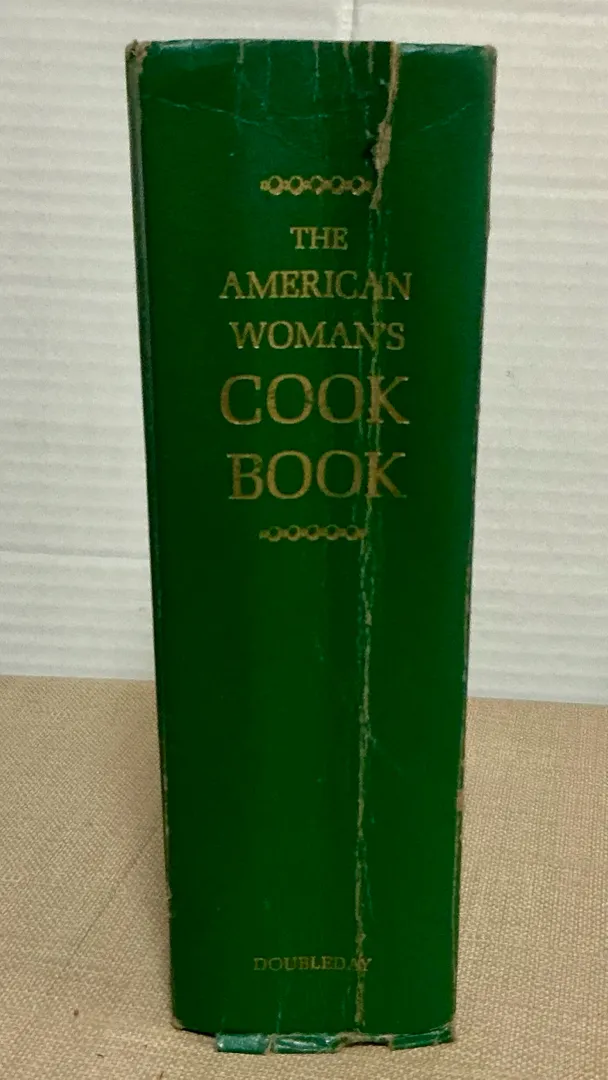 THE
AMERICAN
WOMAN'S
COOK
BOOK
DOUBLEDAY